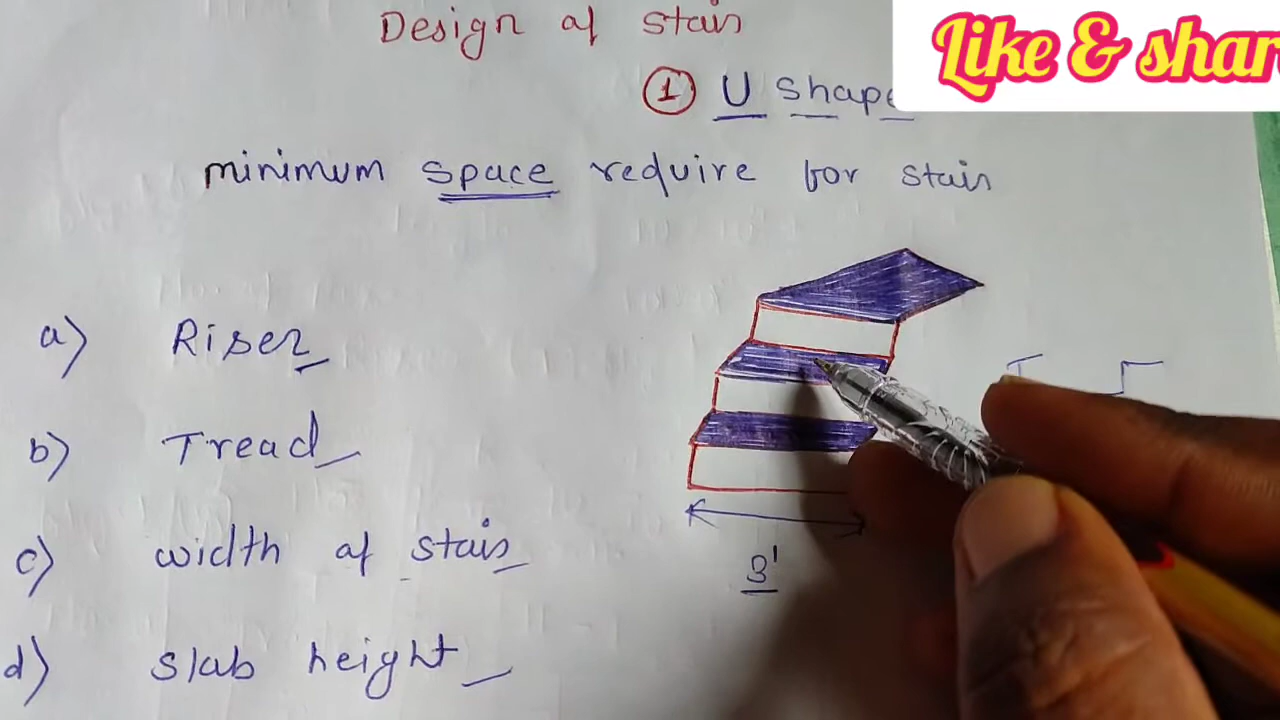 Design of stair
Like & shar
① U shape
minimum space require for stair
a) Riser
b) Tread
c) width of stair
d) slab height
3'